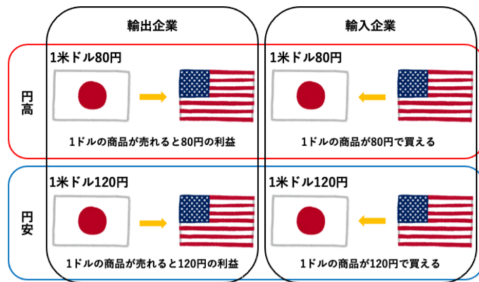 輸出企業
輸入企業
円高
1米ドル80円
1ドルの商品が売れると80円の利益
1米ドル80円
1ドルの商品が80円で買える
円安
1米ドル120円
1ドルの商品が売れると120円の利益
1米ドル120円
1ドルの商品が120円で買える